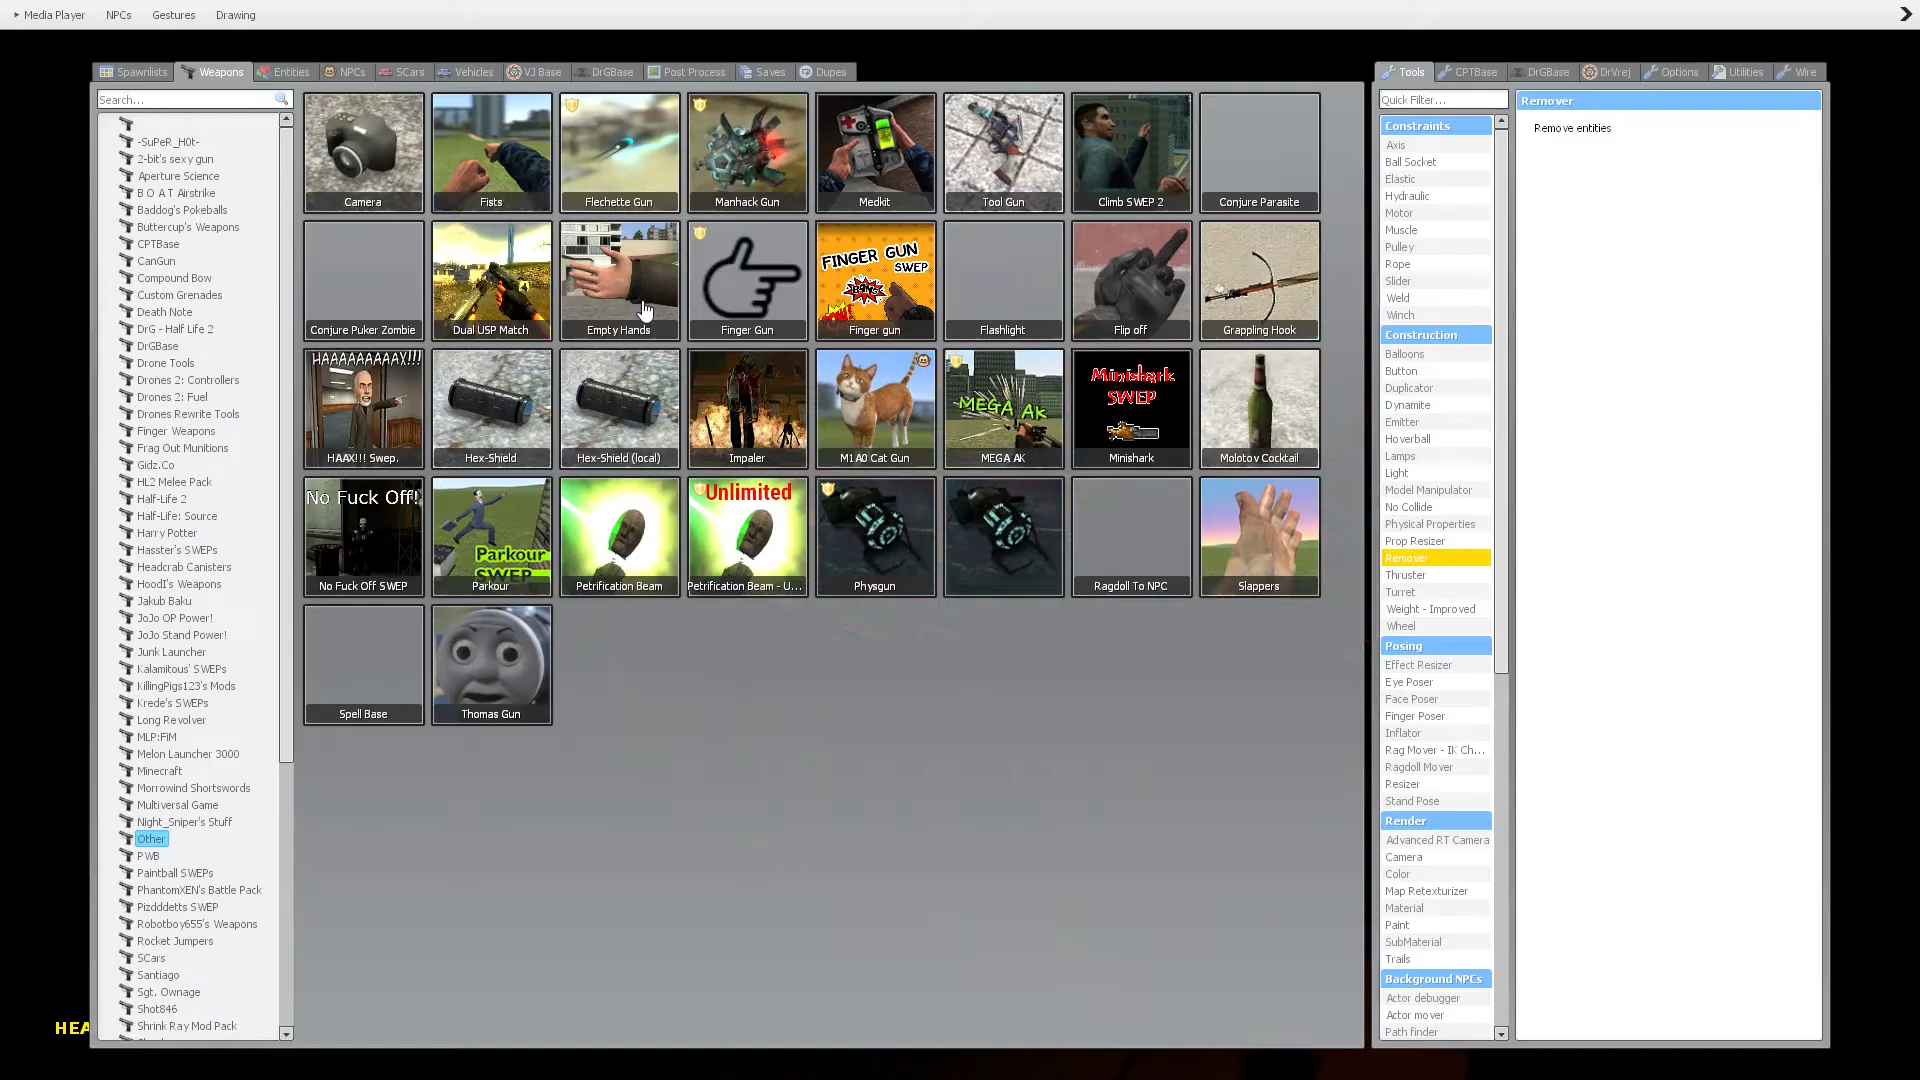 Media Player NPCs Gestures Drawing
Spawnlists Weapons Entities NPCs SCars Vehicles VJ Base DrGBase Post Process Saves Dupes
Search...
-SuPeR_H0t-
2-bit's sexy gun
Aperture Science
B O A T Airstrike
Baddog's Pokeballs
Buttercup's Weapons
CPTBase
CanGun
Compound Bow
Custom Grenades
Death Note
DrG - Half Life 2
DrGBase
Drone Tools
Drones 2: Controllers
Drones 2: Fuel
Drones Rewrite Tools
Finger Weapons
Frag Out Munitions
Gidz.Co
HL2 Melee Pack
Half-Life 2
Half-Life: Source
Harry Potter
Hasster's SWEPs
Headcrab Canisters
HoodI's Weapons
Jakub Baku
JoJo OP Power!
JoJo Stand Power!
Junk Launcher
Kalamitous' SWEPs
KillingPigs123's Mods
Krede's SWEPs
Long Revolver
MLP:FiM
Melon Launcher 3000
Minecraft
Morrowind Shortswords
Multiversal Game
Night_Sniper's Stuff
Other
PWB
Paintball SWEPs
PhantomXEN's Battle Pack
Pizdddetts SWEP
Robotboy655's Weapons
Rocket Jumpers
SCars
Santiago
Sgt. Ownage
Shot846
Shrink Ray Mod Pack
Camera Fists Flechette Gun Manhack Gun Medkit Tool Gun Climb SWEP 2 Conjure Parasite
FINGER GUN
SWEP
BANG
Conjure Puker Zombie Dual USP Match Empty Hands Finger Gun Finger gun Flashlight Flip off Grappling Hook
HAAAAAAAAX!!!
MEGA AK
Minishark
SWEP
HAAX!!! Swep. Hex-Shield Hex-Shield (local) Impaler M1A0 Cat Gun MEGA AK Minishark Molotov Cocktail
No Fuck Off!
Parkour
SWEP
Unlimited
No Fuck Off SWEP Parkour Petrification Beam Petrification Beam - U... Physgun Ragdoll To NPC Slappers
Spell Base Thomas Gun
Tools CPTBase DrGBase DrVrej Options Utilities Wire
Quick Filter...
Constraints
Axis
Ball Socket
Elastic
Hydraulic
Motor
Muscle
Pulley
Rope
Slider
Weld
Winch
Construction
Balloons
Button
Duplicator
Dynamite
Emitter
Hoverball
Lamps
Light
Model Manipulator
No Collide
Physical Properties
Prop Resizer
Remover
Thruster
Turret
Weight - Improved
Wheel
Posing
Effect Resizer
Eye Poser
Face Poser
Finger Poser
Inflator
Rag Mover - IK Ch...
Ragdoll Mover
Resizer
Stand Pose
Render
Advanced RT Camera
Camera
Color
Map Retexturizer
Material
Paint
SubMaterial
Trails
Background NPCs
Actor debugger
Actor mover
Path finder
Remover
Remove entities
HEA